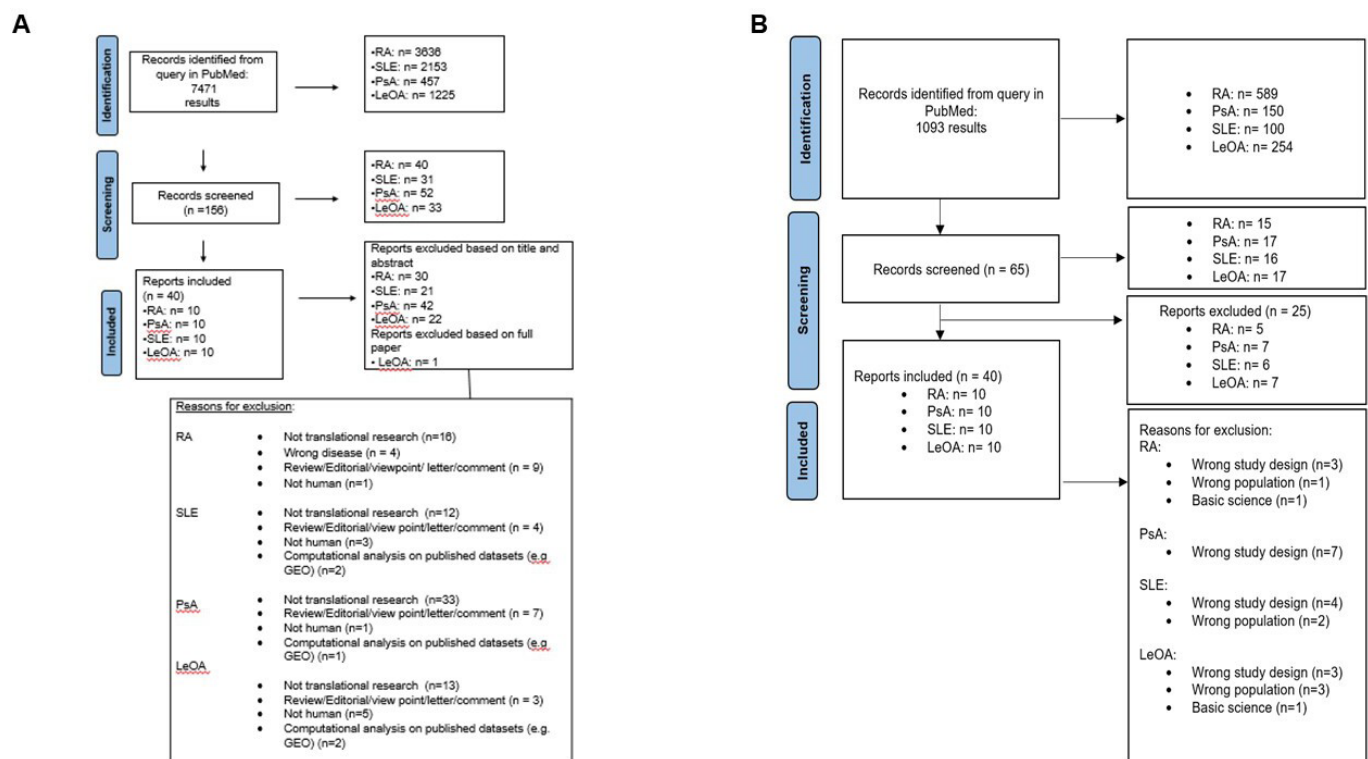 A
Identification
Records identified from
query in PubMed:
7471
results
•RA: n= 3636
•SLE: n= 2153
•PsA: n= 457
•LeOA: n= 1225
Screening
Records screened
(n =156)
•RA: n= 40
•SLE: n= 31
•PsA: n= 52
•LeOA: n= 33
Included
Reports included
(n = 40)
•RA: n= 10
•PsA: n= 10
•SLE: n= 10
•LeOA: n= 10
Reports excluded based on title and
abstract
•RA: n= 30
•SLE: n= 21
•PsA: n= 42
•LeOA: n= 22
Reports excluded based on full
paper
• LeOA: n= 1
Reasons for exclusion:
RA
• Not translational research (n=16)
• Wrong disease (n = 4)
• Review/Editorial/viewpoint/ letter/comment (n = 9)
• Not human (n=1)
SLE
• Not translational research (n=12)
• Review/Editorial/view point/letter/comment (n = 4)
• Not human (n=3)
• Computational analysis on published datasets (e.g.
GEO) (n=2)
PsA
• Not translational research (n=33)
• Review/Editorial/view point/letter/comment (n = 7)
• Not human (n=1)
• Computational analysis on published datasets (e.g.
GEO) (n=1)
LeOA
• Not translational research (n=13)
• Review/Editorial/view point/letter/comment (n = 3)
• Not human (n=5)
• Computational analysis on published datasets (e.g.
GEO) (n=2)
B
Identification
Records identified from query in
PubMed:
1093 results
• RA: n= 589
• PsA: n= 150
• SLE: n= 100
• LeOA: n= 254
Screening
Records screened (n = 65)
• RA: n= 15
• PsA: n= 17
• SLE: n= 16
• LeOA: n= 17
Reports excluded (n = 25)
• RA: n= 5
• PsA: n= 7
• SLE: n= 6
• LeOA: n= 7
Included
Reports included (n = 40)
• RA: n= 10
• PsA: n= 10
• SLE: n= 10
• LeOA: n= 10
Reasons for exclusion:
RA:
• Wrong study design (n=3)
• Wrong population (n=1)
• Basic science (n=1)
PsA:
• Wrong study design (n=7)
SLE:
• Wrong study design (n=4)
• Wrong population (n=2)
LeOA:
• Wrong study design (n=3)
• Wrong population (n=3)
• Basic science (n=1)